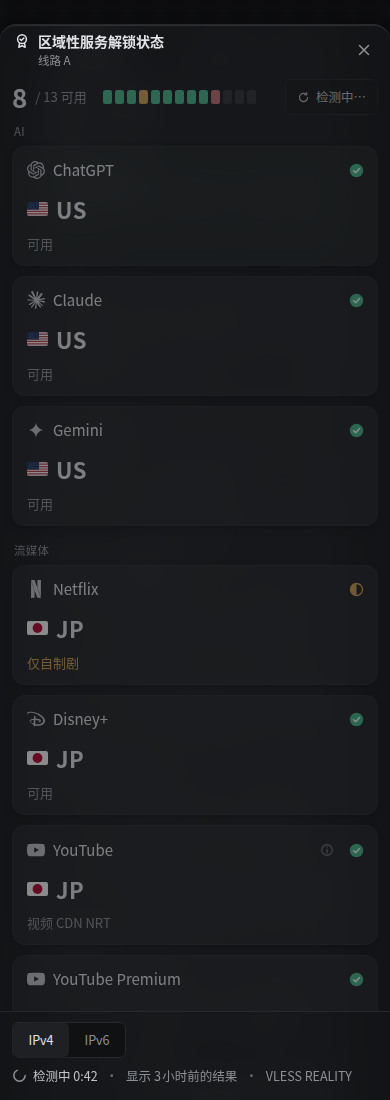 区域性服务解锁状态
线路 A
8 / 13 可用
检测中···
AI
ChatGPT
US
可用
Claude
US
可用
Gemini
US
可用
流媒体
Netflix
JP
仅自制剧
Disney+
JP
可用
YouTube
JP
视频 CDN NRT
YouTube Premium
IPv4 IPv6
检测中 0:42 · 显示 3小时前的结果 · VLESS REALITY